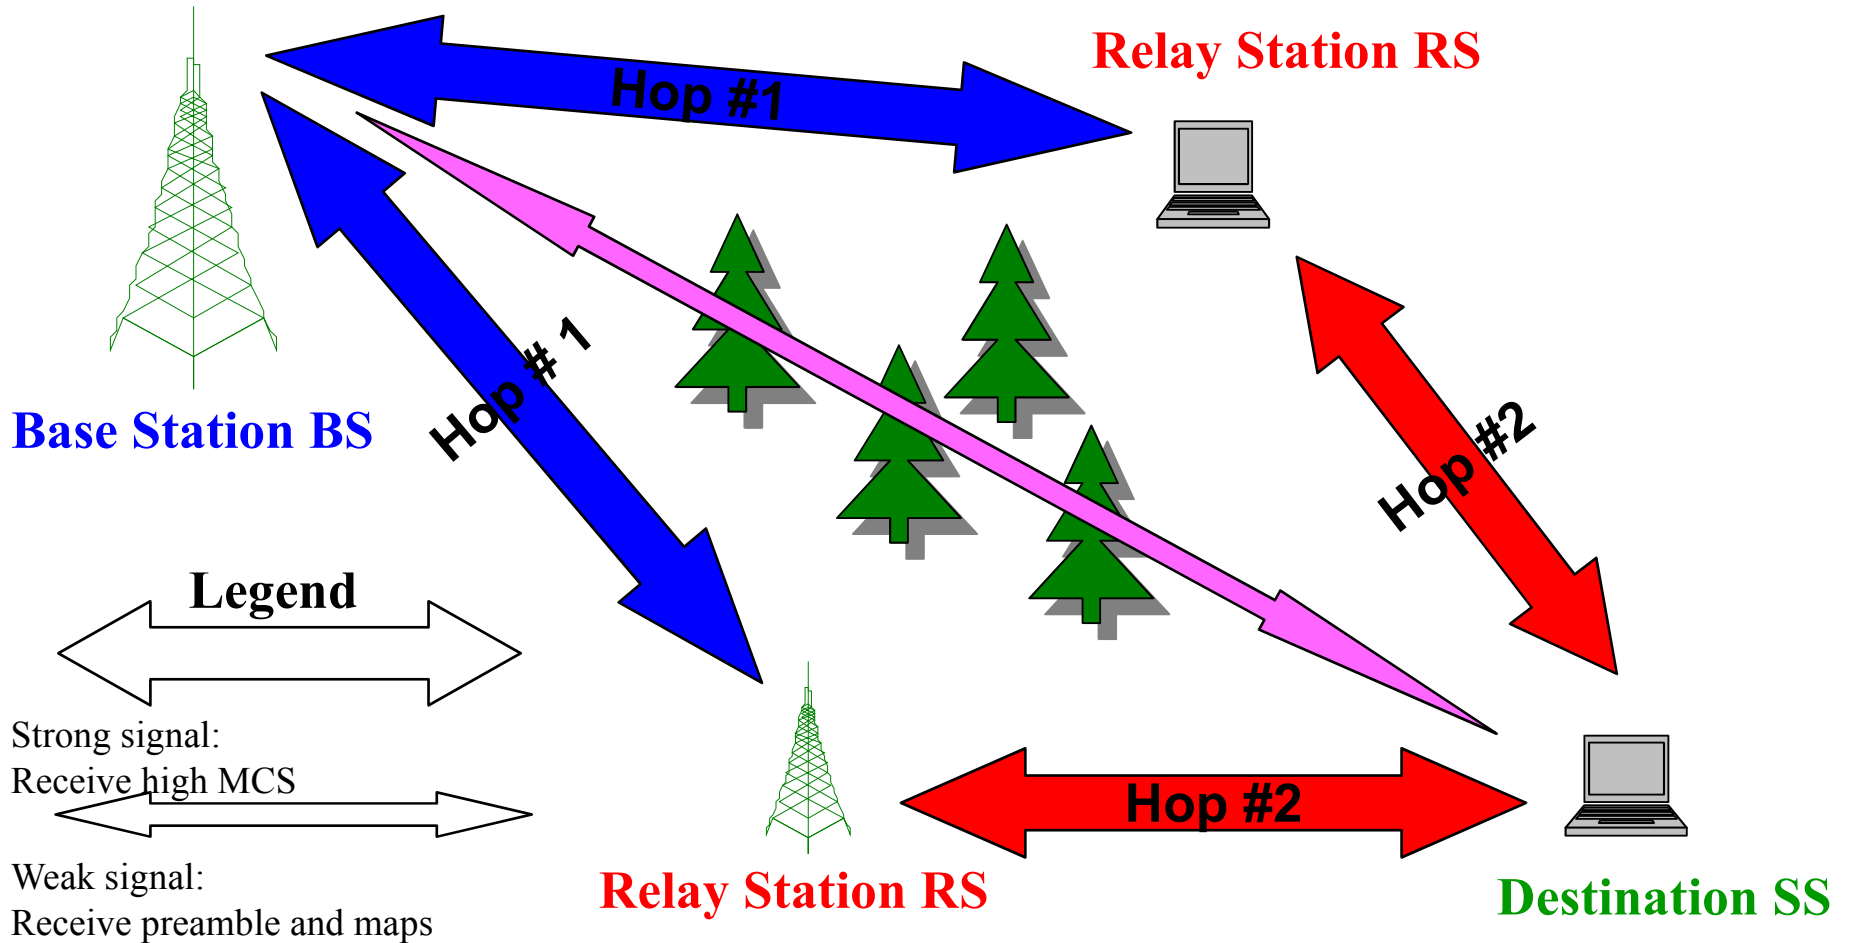 Relay Station RS
Hop #1
Hop # 1
Base Station BS
Hop #2
Legend
Strong signal:
Receive high MCS
Weak signal:
Receive preamble and maps
Hop #2
Relay Station RS
Destination SS